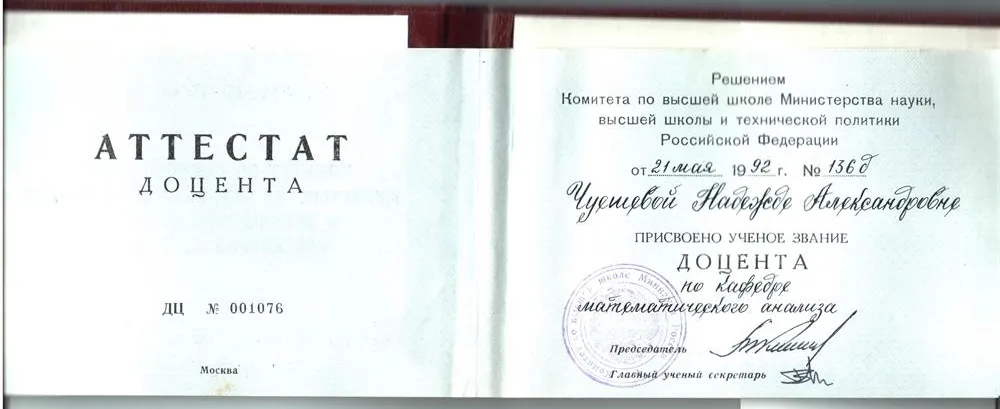 АТТЕСТАТ
ДОЦЕНТА
ДЦ № 001076
Москва
Решением
Комитета по высшей школе Министерства науки,
высшей школы и технической политики
Российской Федерации
от 21 мая 1992 г. № 136д
Чуешевой Надежде Александровне
ПРИСВОЕНО УЧЕНОЕ ЗВАНИЕ
ДОЦЕНТА
по кафедре
математического анализа
Председатель
Главный ученый секретарь